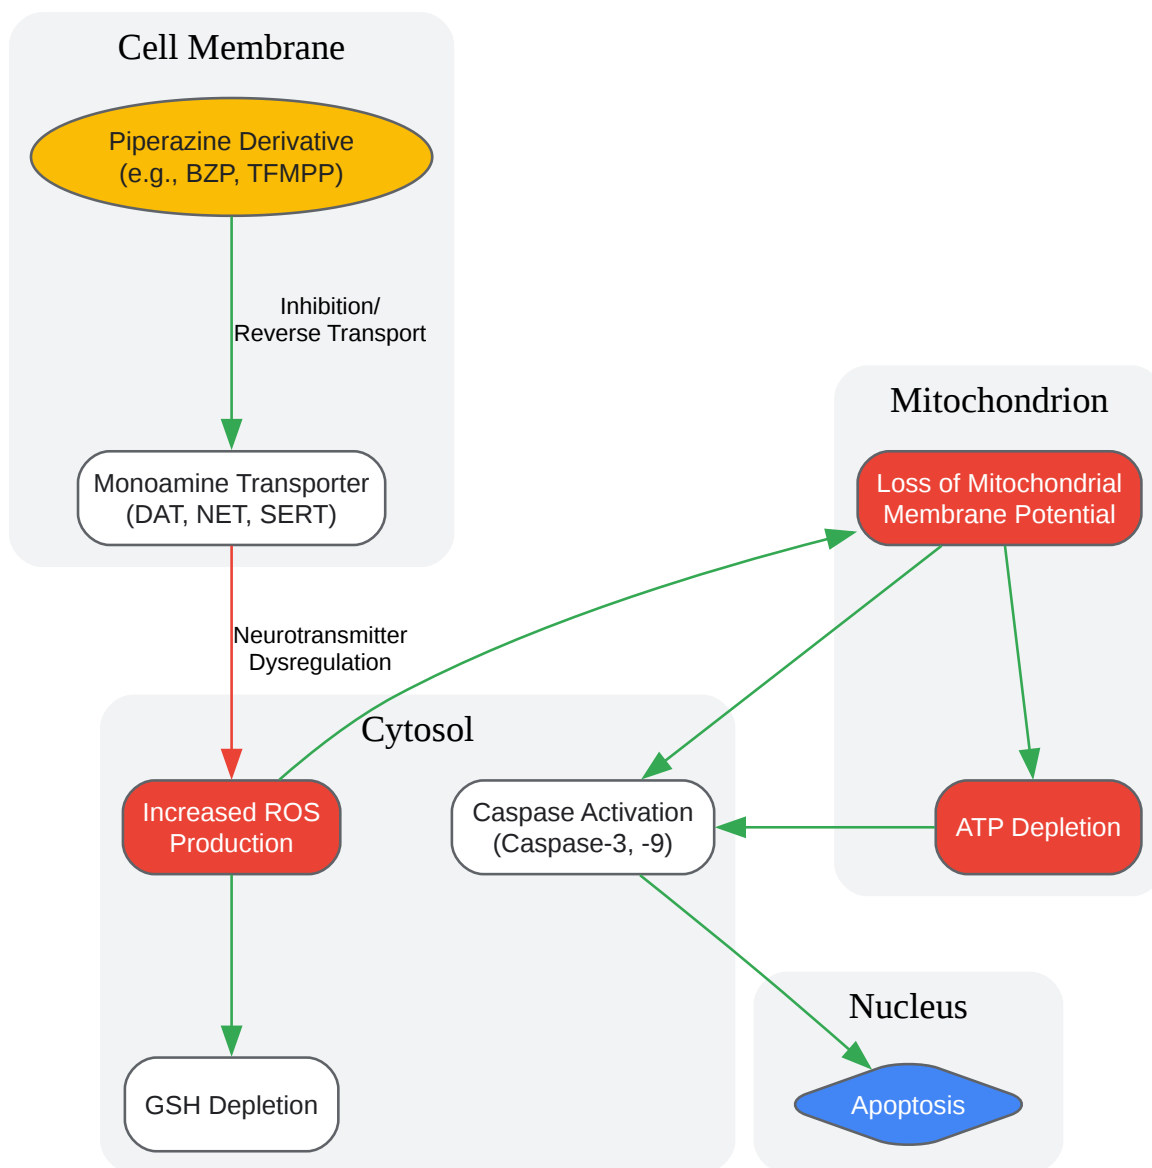 Cell Membrane
Piperazine Derivative
(e.g., BZP, TFMPP)
Inhibition/
Reverse Transport
Monoamine Transporter
(DAT, NET, SERT)
Neurotransmitter
Dysregulation
Mitochondrion
Loss of Mitochondrial
Membrane Potential
ATP Depletion
Cytosol
Increased ROS
Production
Caspase Activation
(Caspase-3, -9)
GSH Depletion
Nucleus
Apoptosis